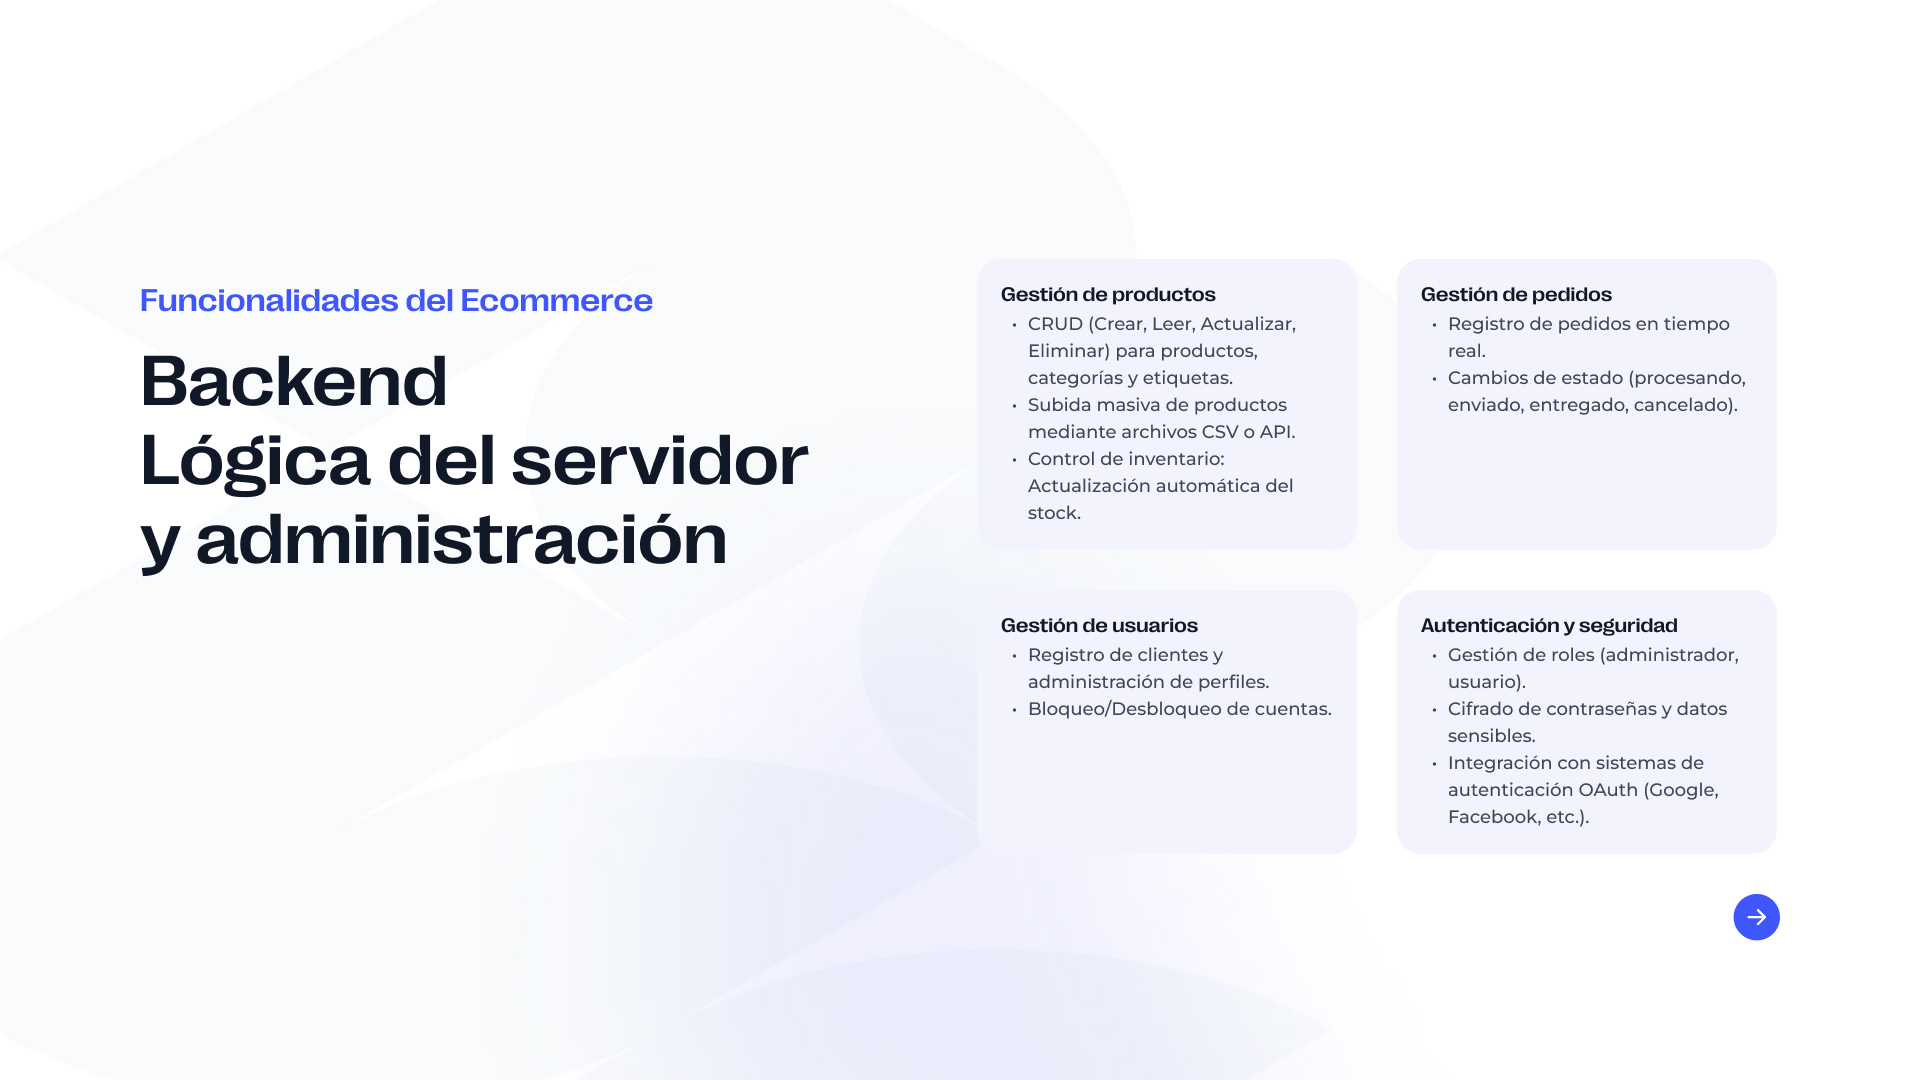 Funcionalidades del Ecommerce
Backend
Lógica del servidor
y administración
Gestión de productos
• CRUD (Crear, Leer, Actualizar,
Eliminar) para productos,
categorías y etiquetas.
• Subida masiva de productos
mediante archivos CSV o API.
• Control de inventario:
Actualización automática del
stock.
Gestión de pedidos
• Registro de pedidos en tiempo
real.
• Cambios de estado (procesando,
enviado, entregado, cancelado).
Gestión de usuarios
• Registro de clientes y
administración de perfiles.
• Bloqueo/Desbloqueo de cuentas.
Autenticación y seguridad
• Gestión de roles (administrador,
usuario).
• Cifrado de contraseñas y datos
sensibles.
• Integración con sistemas de
autenticación OAuth (Google,
Facebook, etc.).